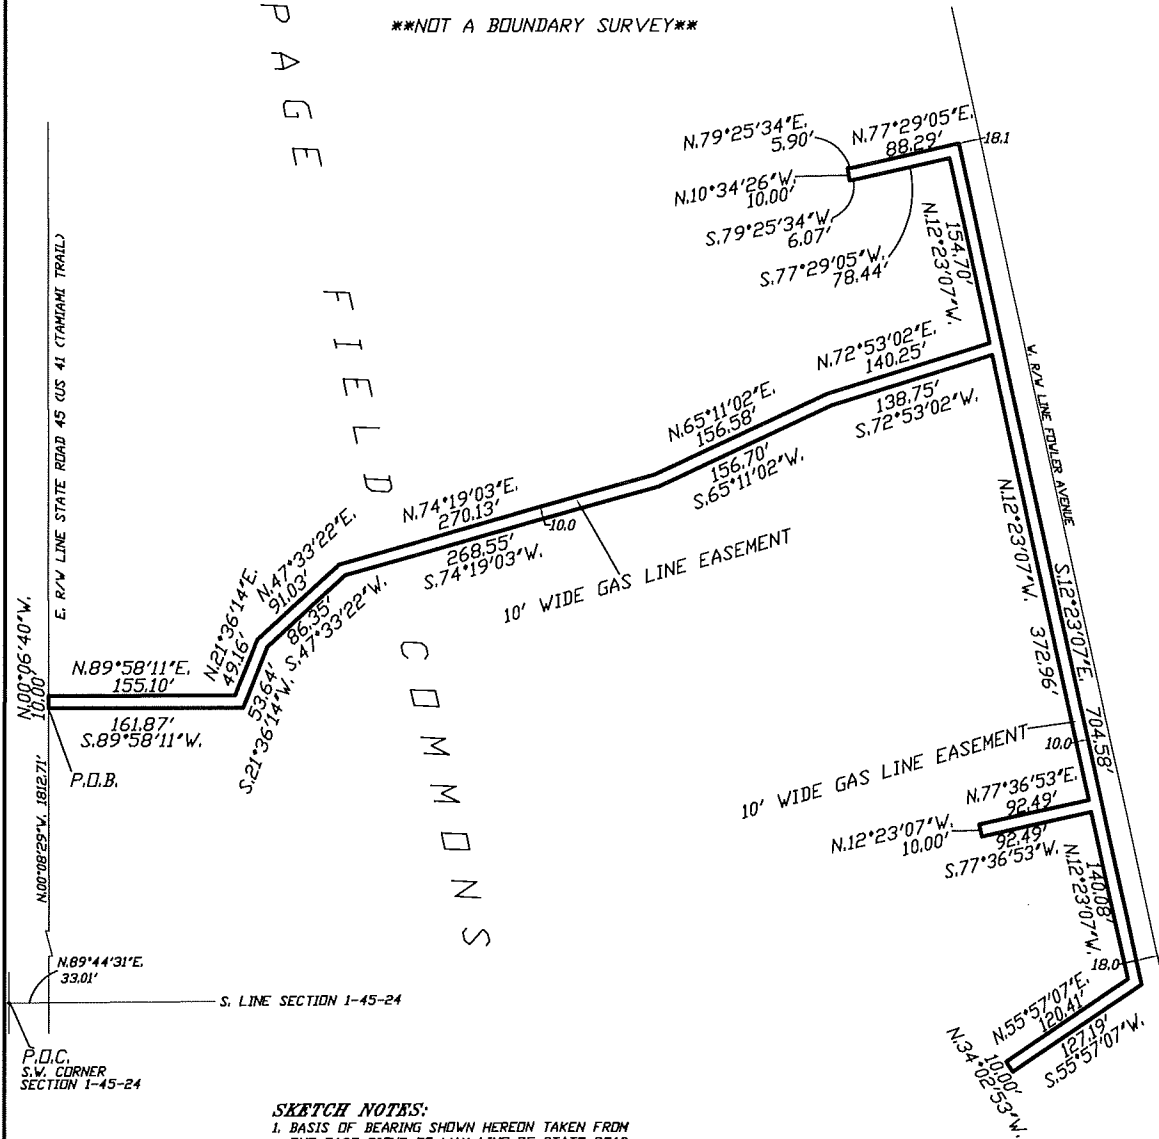 **NOT A BOUNDARY SURVEY**
PAGE FIELD COMMONS
N.79°25'34"E.
5.90'
N.77°29'05"E.
88.29'
18.1
N.10°34'26"W.
10.00'
S.79°25'34"W.
6.07'
S.77°29'05"W.
78.44'
154.70'
N.12°23'07"W.
E. R/W LINE STATE ROAD 45 (US 41 (TAMIAMI TRAIL)
W. R/W LINE FOWLER AVENUE
N.72°53'02"E.
140.25'
138.75'
S.72°53'02"W.
N.65°11'02"E.
156.58'
156.70'
S.65°11'02"W.
N.74°19'03"E.
270.13'
10.0
268.55'
S.74°19'03"W.
10' WIDE GAS LINE EASEMENT
N.47°33'22"E.
91.03'
86.35'
S.47°33'22"W.
N.21°36'14"E.
49.16'
53.64'
S.21°36'14"W.
N.00°06'40"W.
10.00'
N.89°58'11"E.
155.10'
161.87'
S.89°58'11"W.
P.O.B.
N.00°08'29"W. 1812.71'
N.12°23'07"W. 372.96'
S.12°23'07"E. 704.58'
10' WIDE GAS LINE EASEMENT
10.0
N.77°36'53"E.
92.49'
N.12°23'07"W.
10.00'
92.49'
S.77°36'53"W.
140.08'
N.12°23'07"W.
18.0
N.55°57'07"E.
120.41'
127.19'
S.55°57'07"W.
10.00'
N.34°02'53"W.
N.89°44'31"E.
33.01'
S. LINE SECTION 1-45-24
P.O.C.
S.W. CORNER
SECTION 1-45-24
SKETCH NOTES:
1. BASIS OF BEARING SHOWN HEREON TAKEN FROM